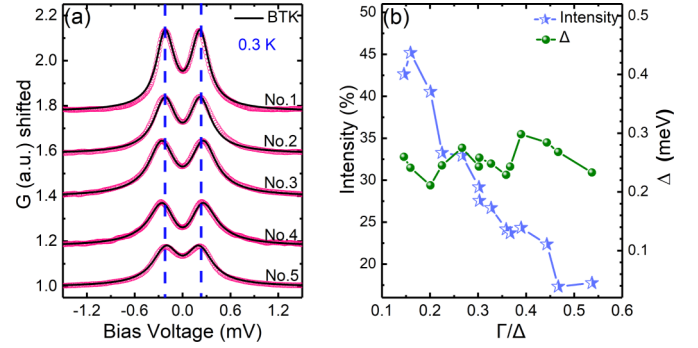 (a)
BTK
0.3 K
No.1
No.2
No.3
No.4
No.5
2.2
2.0
1.8
1.6
1.4
1.2
1.0
G (a.u.) shifted
-1.2
-0.6
0.0
0.6
1.2
Bias Voltage (mV)
(b)
Intensity
Δ
50
45
40
35
30
25
20
Intensity (%)
0.5
0.4
0.3
0.2
0.1
Δ (meV)
0.1
0.2
0.3
0.4
0.5
0.6
Γ/Δ